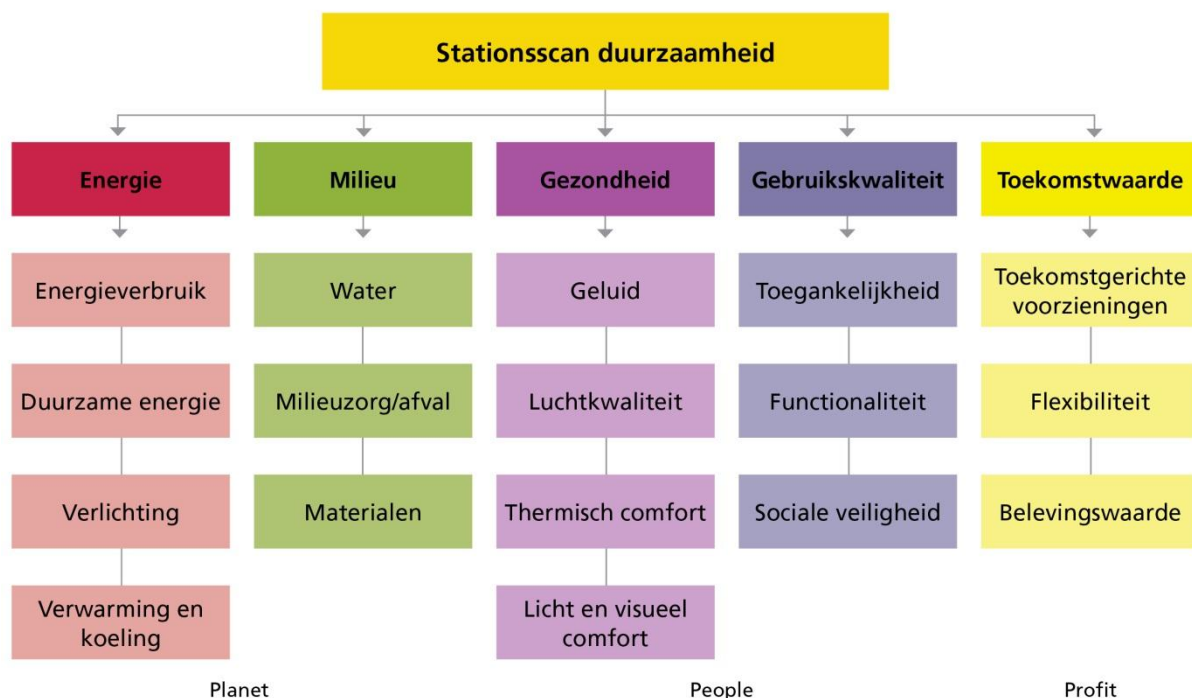 Stationsscan duurzaamheid
Energie
Milieu
Gezondheid
Gebruikskwaliteit
Toekomstwaarde
Energieverbruik
Water
Geluid
Toegankelijkheid
Toekomstgerichte
voorzieningen
Duurzame energie
Milieuzorg/afval
Luchtkwaliteit
Functionaliteit
Flexibiliteit
Verlichting
Materialen
Thermisch comfort
Sociale veiligheid
Belevingswaarde
Verwarming en
koeling
Licht en visueel
comfort
Planet
People
Profit